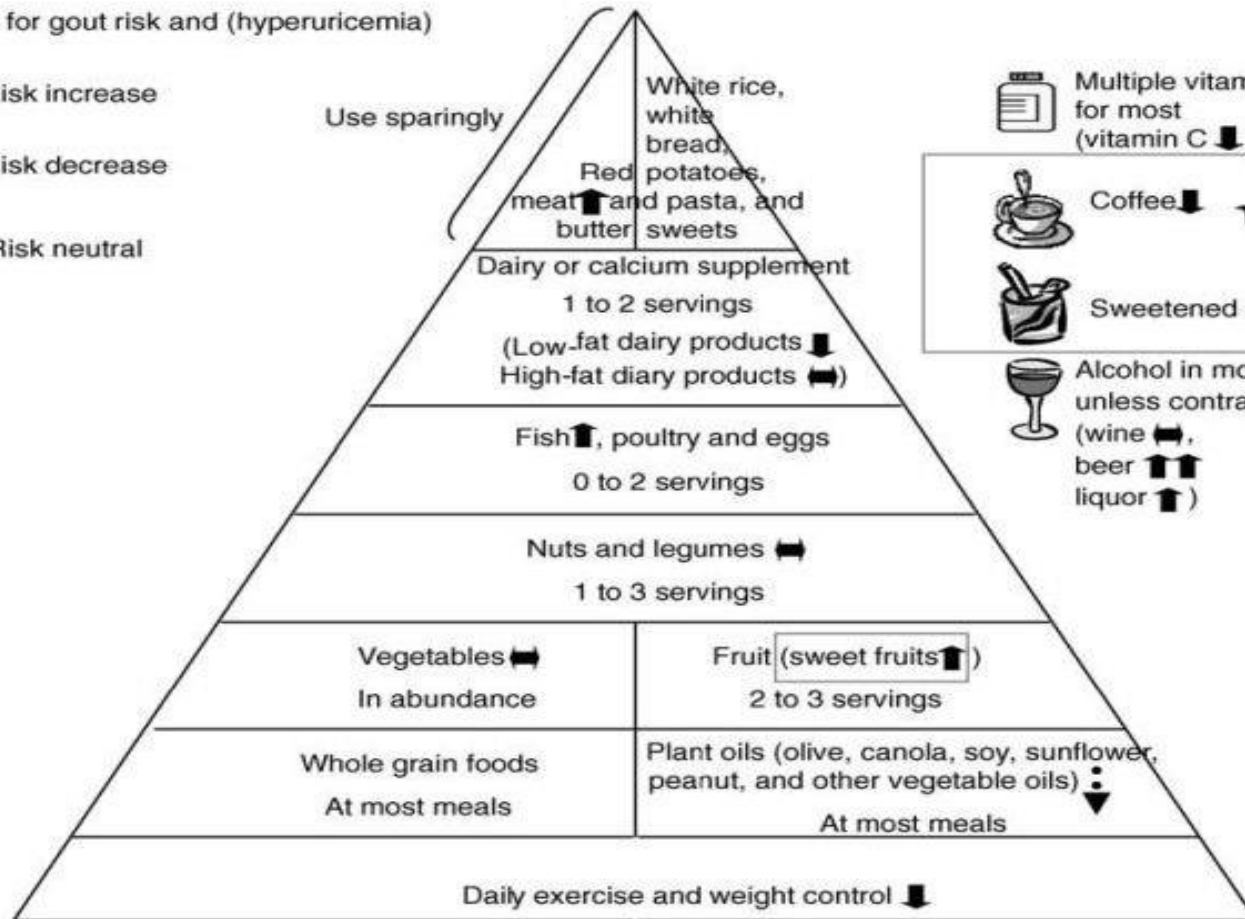 for gout risk and (hyperuricemia)
isk increase
isk decrease
Risk neutral
Use sparingly
Red
meat and
butter
White rice,
white
bread,
potatoes,
pasta, and
sweets
Dairy or calcium supplement
1 to 2 servings
(Low-fat dairy products
High-fat diary products )
Fish , poultry and eggs
0 to 2 servings
Nuts and legumes
1 to 3 servings
Vegetables
In abundance
Fruit (sweet fruits )
2 to 3 servings
Whole grain foods
At most meals
Plant oils (olive, canola, soy, sunflower,
peanut, and other vegetable oils)
At most meals
Daily exercise and weight control
Multiple vitam
for most
(vitamin C
Coffee
Sweetened
Alcohol in mo
unless contra
(wine ,
beer
liquor )